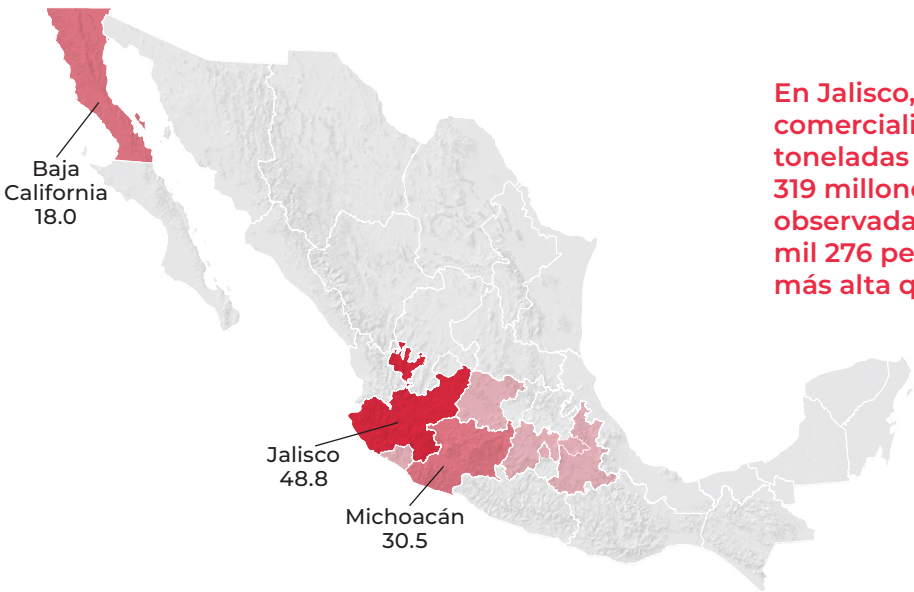 En Jalisco,
comerciali
toneladas
319 millon
observada
mil 276 pe
más alta q
Baja
California
18.0
Jalisco
48.8
Michoacán
30.5